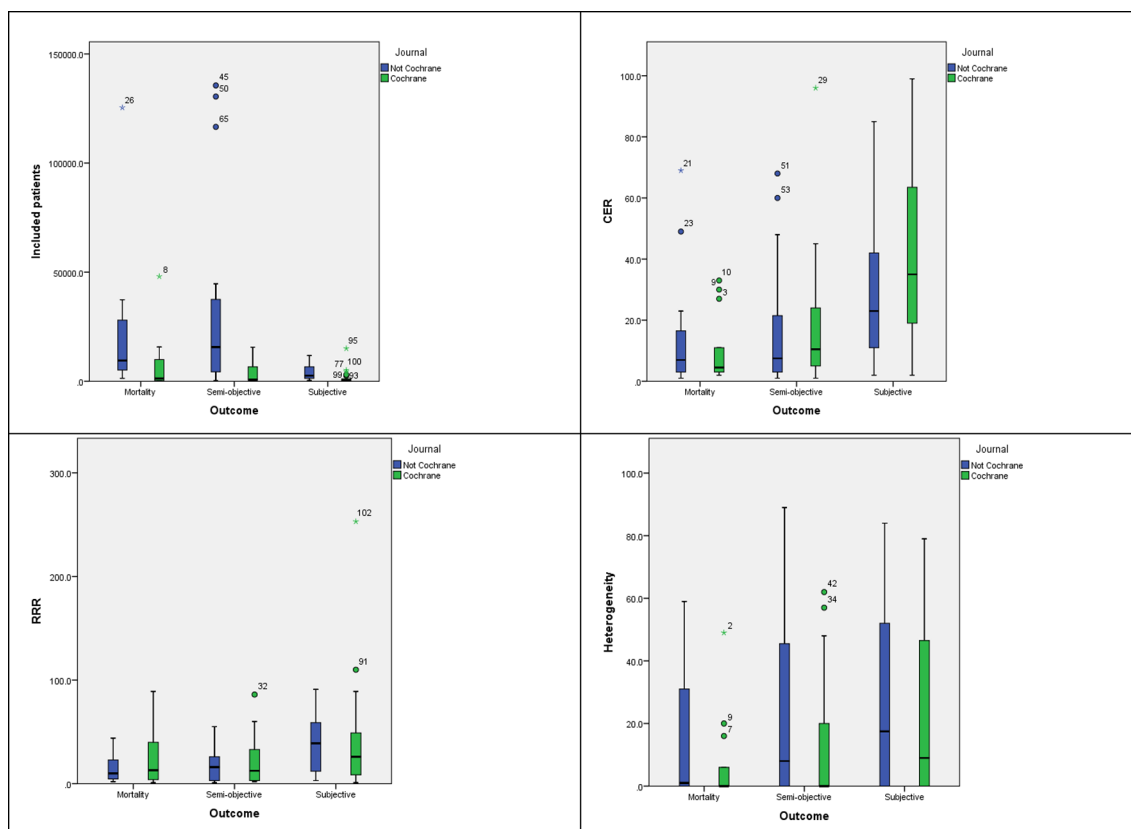 Journal
Not Cochrane
Cochrane
150000.0
100000.0
50000.0
.0
Included patients
26
8
45
50
65
95
77
100
99
93
Mortality
Semi-objective
Subjective
Outcome
Journal
Not Cochrane
Cochrane
100.0
80.0
60.0
40.0
20.0
.0
CER
21
23
10
9
3
51
53
29
Mortality
Semi-objective
Subjective
Outcome
Journal
Not Cochrane
Cochrane
300.0
200.0
100.0
.0
RRR
32
102
91
Mortality
Semi-objective
Subjective
Outcome
Journal
Not Cochrane
Cochrane
100.0
80.0
60.0
40.0
20.0
.0
Heterogeneity
2
9
7
42
34
Mortality
Semi-objective
Subjective
Outcome